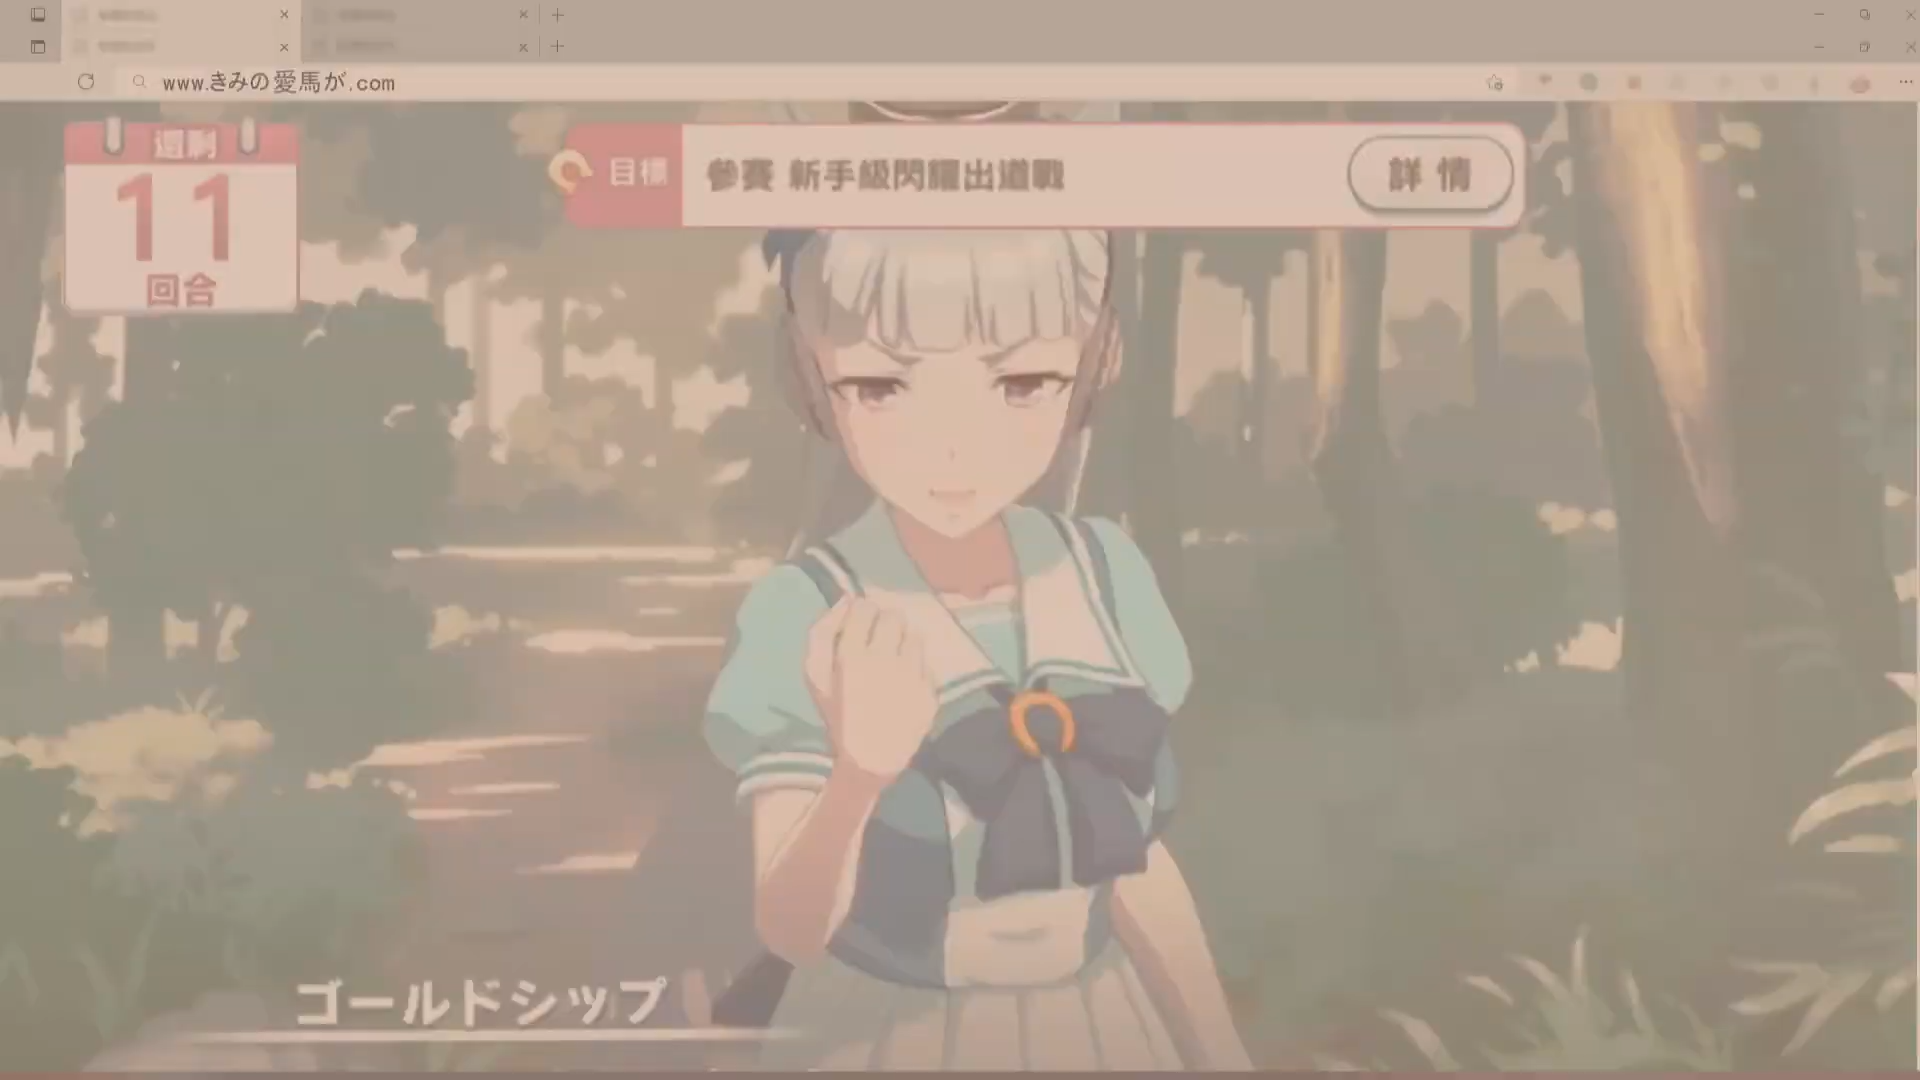 www.きみの愛馬が.com
週剩
11
回合
目標
參賽 新手級閃耀出道戰
詳情
ゴールドシップ